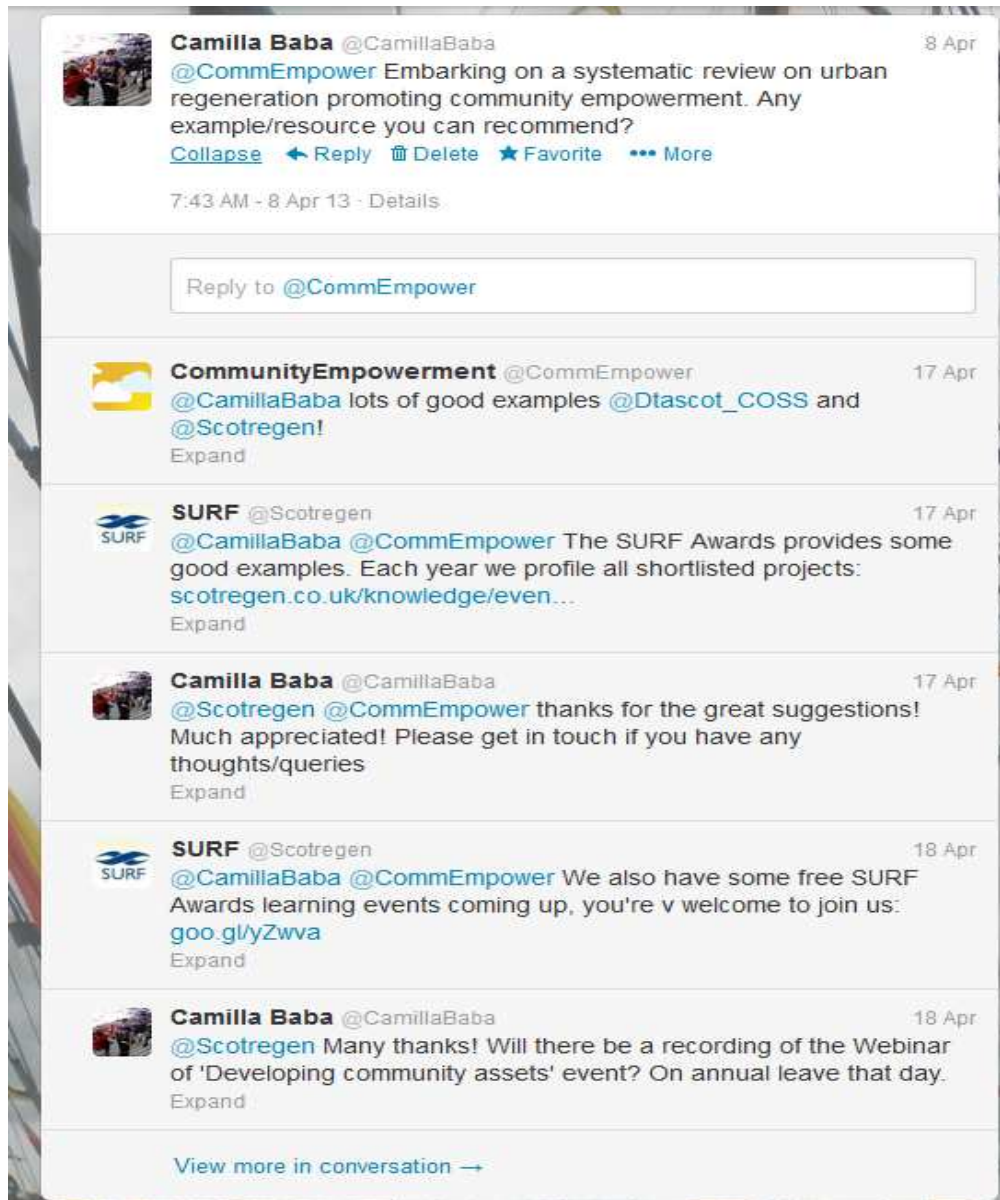 Camilla Baba @CamillaBaba 8 Apr
@CommEmpower Embarking on a systematic review on urban
regeneration promoting community empowerment. Any
example/resource you can recommend?
Collapse Reply Delete Favorite ••• More
7:43 AM - 8 Apr 13 · Details
Reply to @CommEmpower
CommunityEmpowerment @CommEmpower 17 Apr
@CamillaBaba lots of good examples @Dtascot_COSS and
@Scotregen!
Expand
SURF @Scotregen 17 Apr
SURF
@CamillaBaba @CommEmpower The SURF Awards provides some
good examples. Each year we profile all shortlisted projects:
scotregen.co.uk/knowledge/even...
Expand
Camilla Baba @CamillaBaba 17 Apr
@Scotregen @CommEmpower thanks for the great suggestions!
Much appreciated! Please get in touch if you have any
thoughts/queries
Expand
SURF @Scotregen 18 Apr
SURF
@CamillaBaba @CommEmpower We also have some free SURF
Awards learning events coming up, you're v welcome to join us:
goo.gl/yZwva
Expand
Camilla Baba @CamillaBaba 18 Apr
@Scotregen Many thanks! Will there be a recording of the Webinar
of 'Developing community assets' event? On annual leave that day.
Expand
View more in conversation →